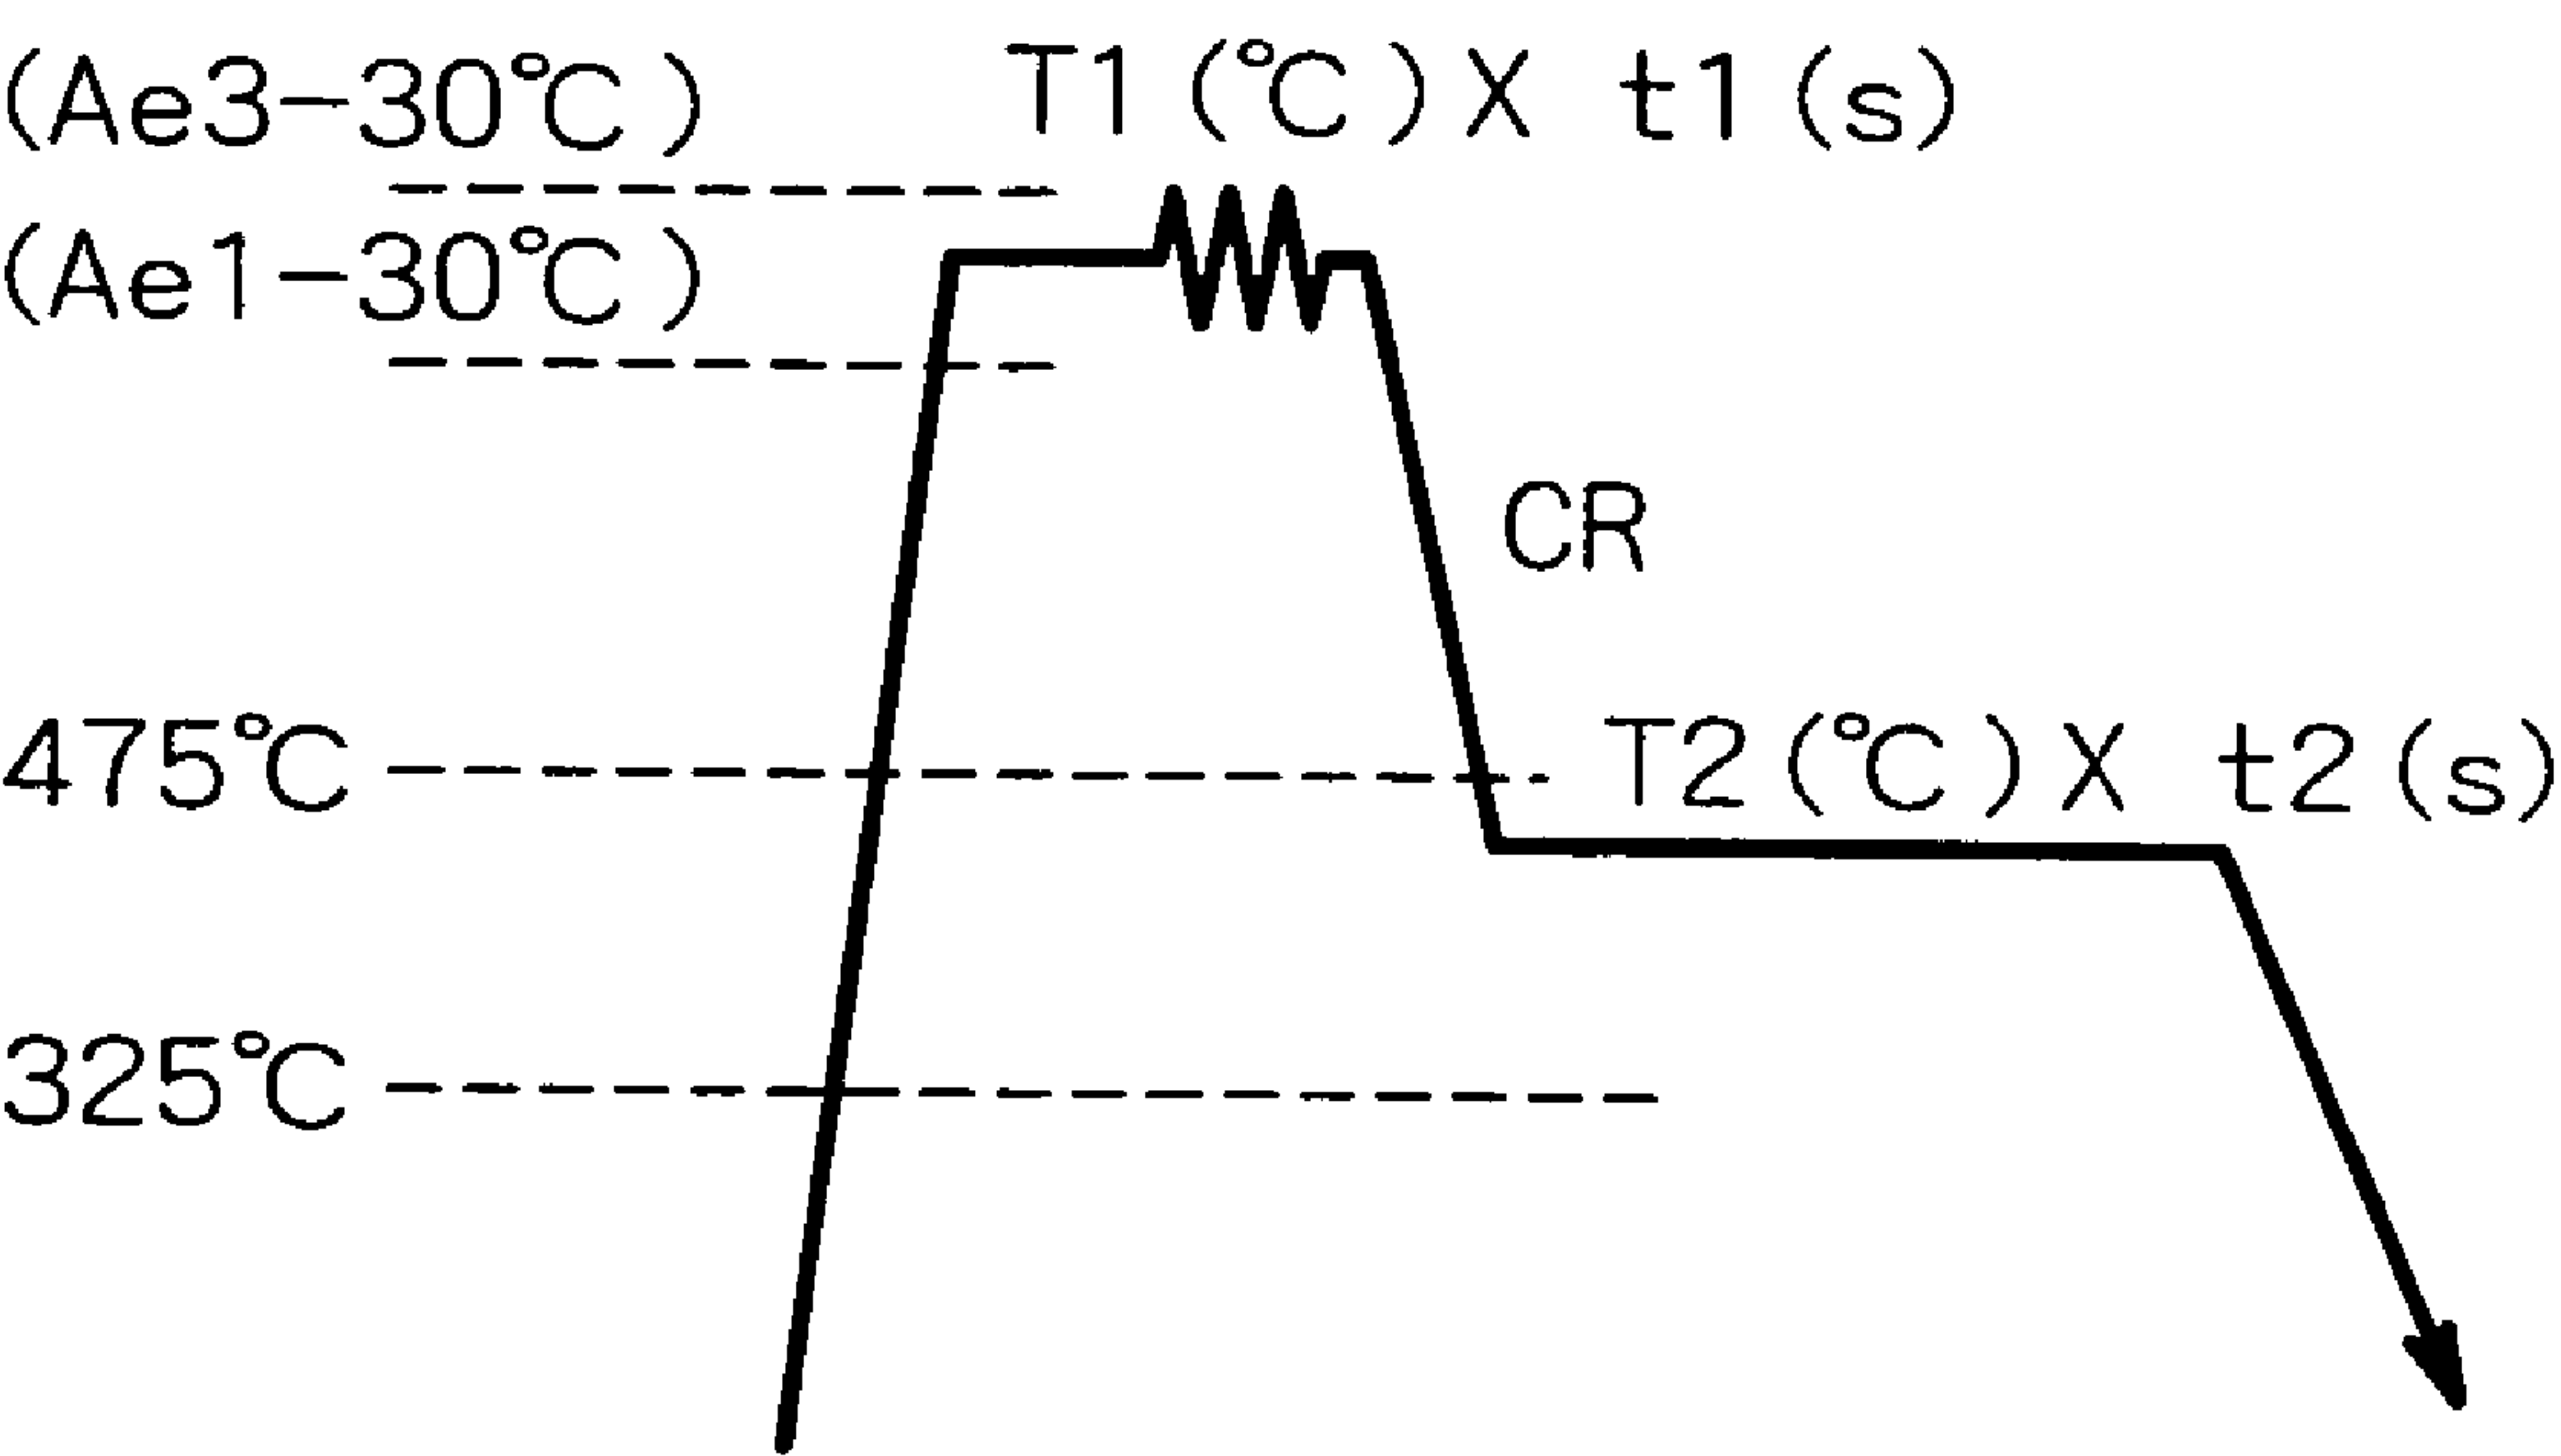 (Ae3-30℃)
T1(℃)X t1(s)
(Ae1-30℃)
CR
475℃
T2(℃)X t2(s)
325℃